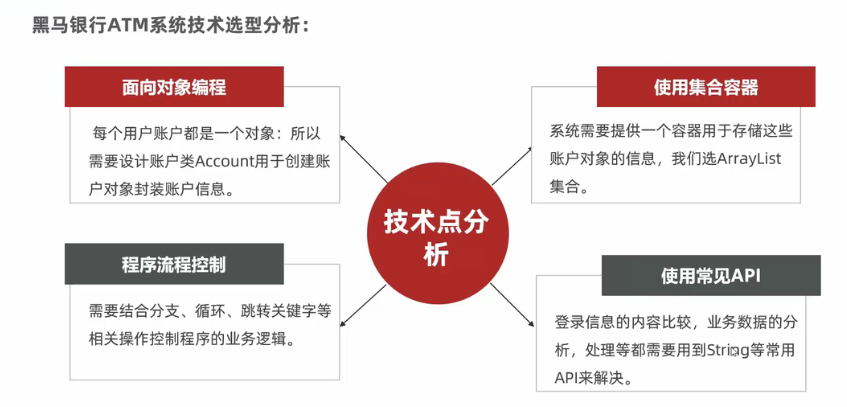 黑马银行ATM系统技术选型分析：
面向对象编程
每个用户账户都是一个对象：所以
需要设计账户类Account用于创建账
户对象封装账户信息。
使用集合容器
系统需要提供一个容器用于存储这些
账户对象的信息，我们选ArrayList
集合。
技术点分
析
程序流程控制
需要结合分支、循环、跳转关键字等
相关操作控制程序的业务逻辑。
使用常见API
登录信息的内容比较，业务数据的分
析，处理等都需要用到String等常用
API来解决。